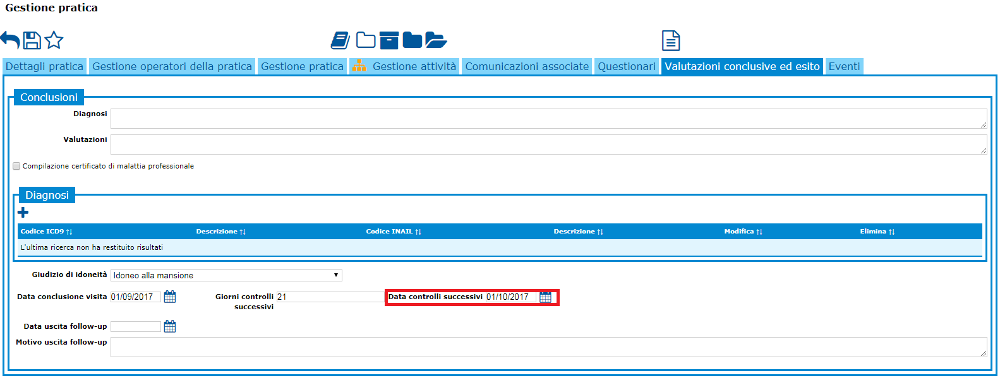 Gestione pratica
Dettagli pratica Gestione operatori della pratica Gestione pratica Gestione attività Comunicazioni associate Questionari Valutazioni conclusive ed esito Eventi
Conclusioni
Diagnosi
Valutazioni
Compilazione certificato di malattia professionale
Diagnosi
Codice ICD9 Descrizione Codice INAIL Descrizione Modifica Elimina
L'ultima ricerca non ha restituito risultati
Giudizio di idoneità Idoneo alla mansione
Data conclusione visita 01/09/2017 Giorni controlli successivi 21 Data controlli successivi 01/10/2017
Data uscita follow-up
Motivo uscita follow-up